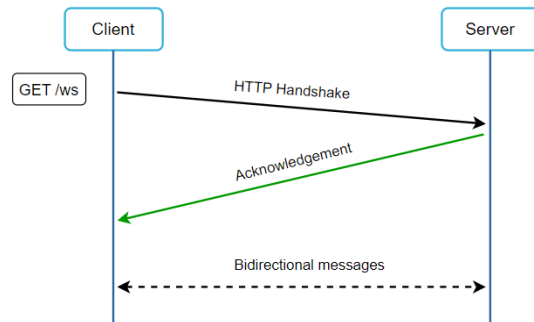 Client
Server
GET /ws
HTTP Handshake
Acknowledgement
Bidirectional messages